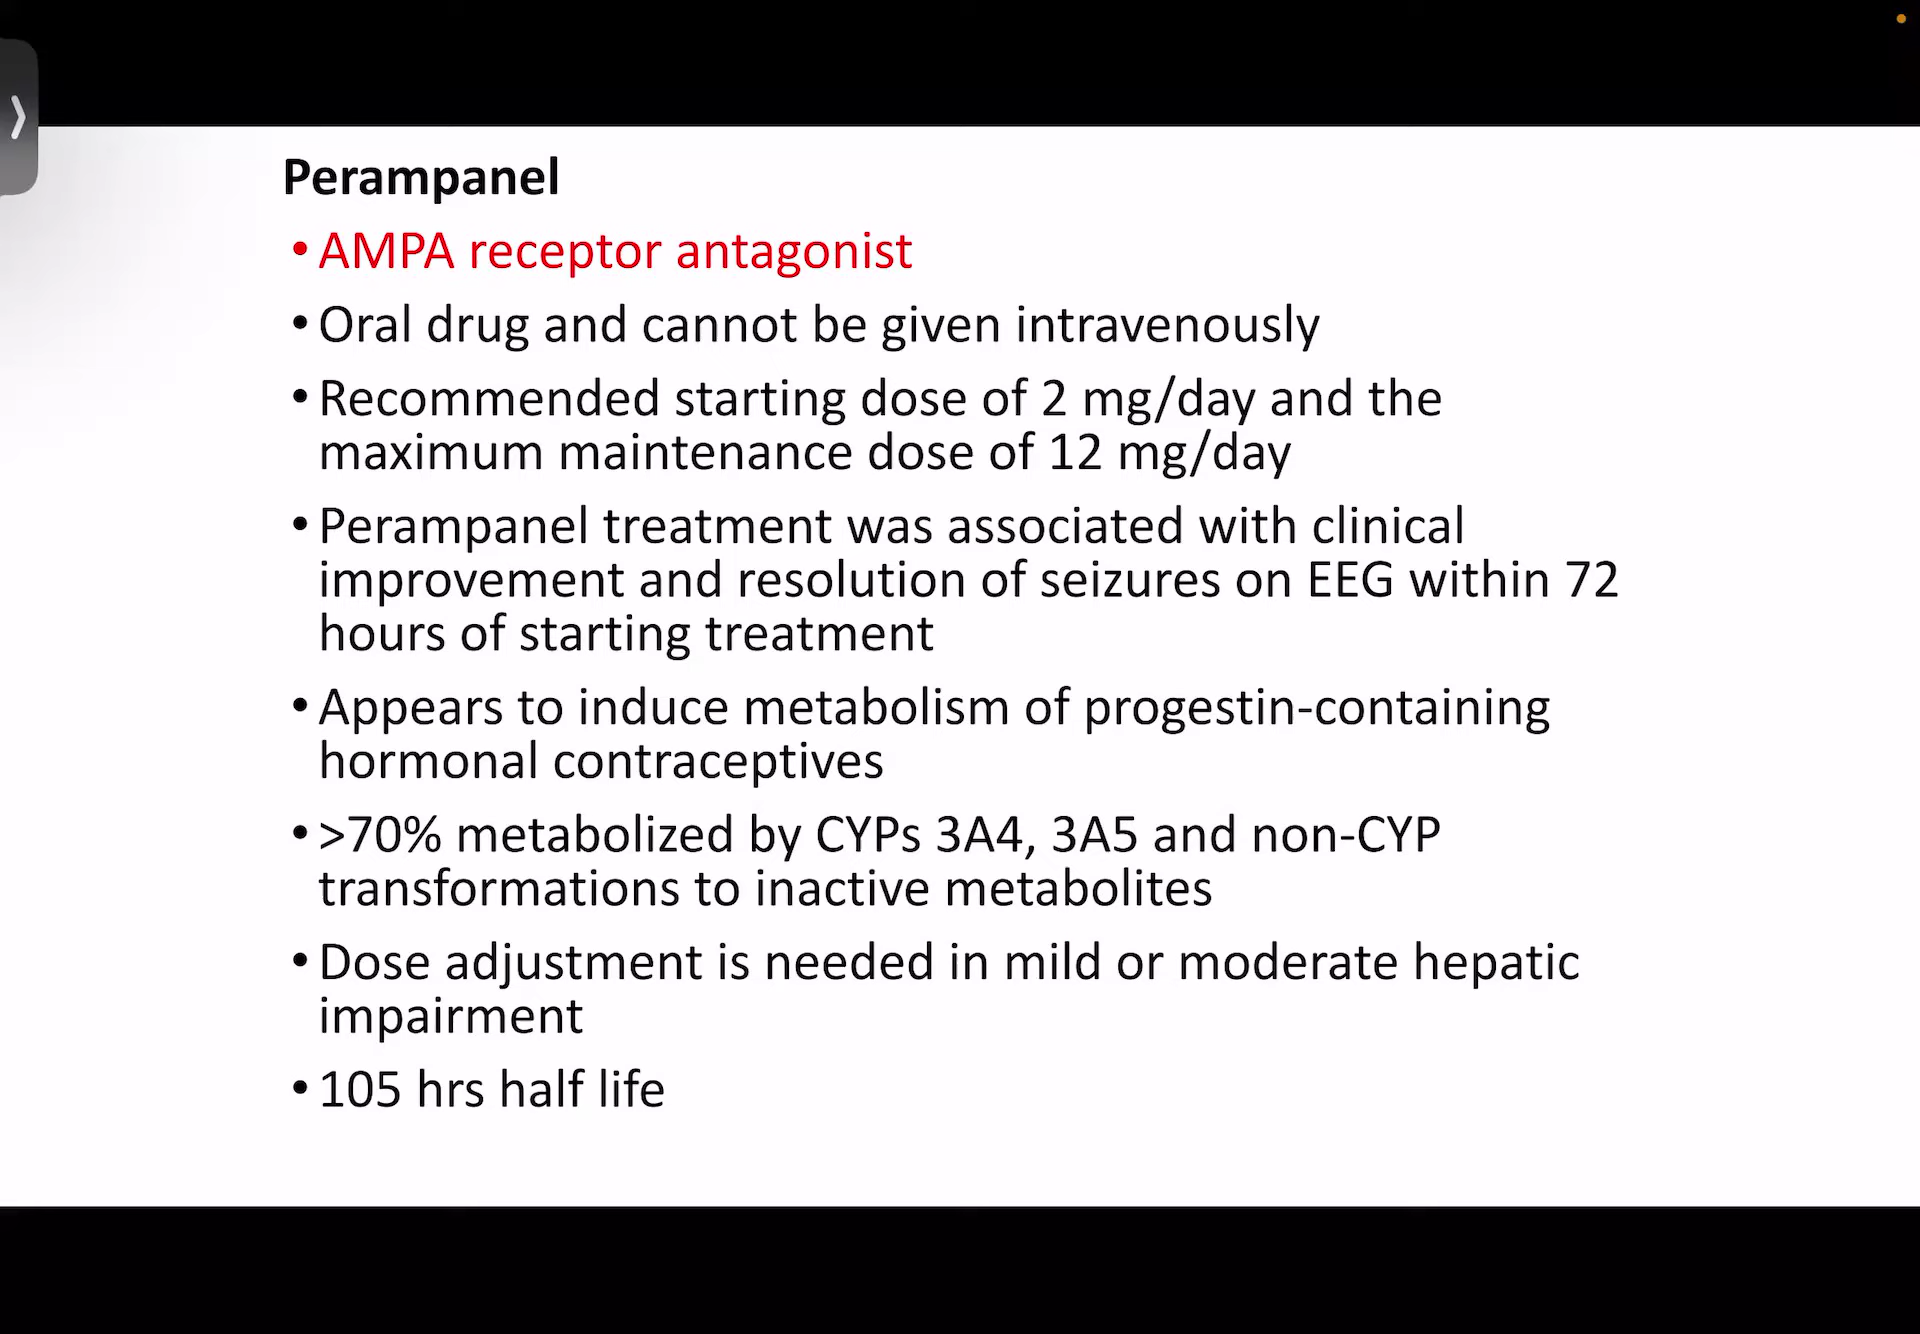 Perampanel
• AMPA receptor antagonist
• Oral drug and cannot be given intravenously
• Recommended starting dose of 2 mg/day and the
maximum maintenance dose of 12 mg/day
• Perampanel treatment was associated with clinical
improvement and resolution of seizures on EEG within 72
hours of starting treatment
• Appears to induce metabolism of progestin-containing
hormonal contraceptives
• >70% metabolized by CYPs 3A4, 3A5 and non-CYP
transformations to inactive metabolites
• Dose adjustment is needed in mild or moderate hepatic
impairment
• 105 hrs half life